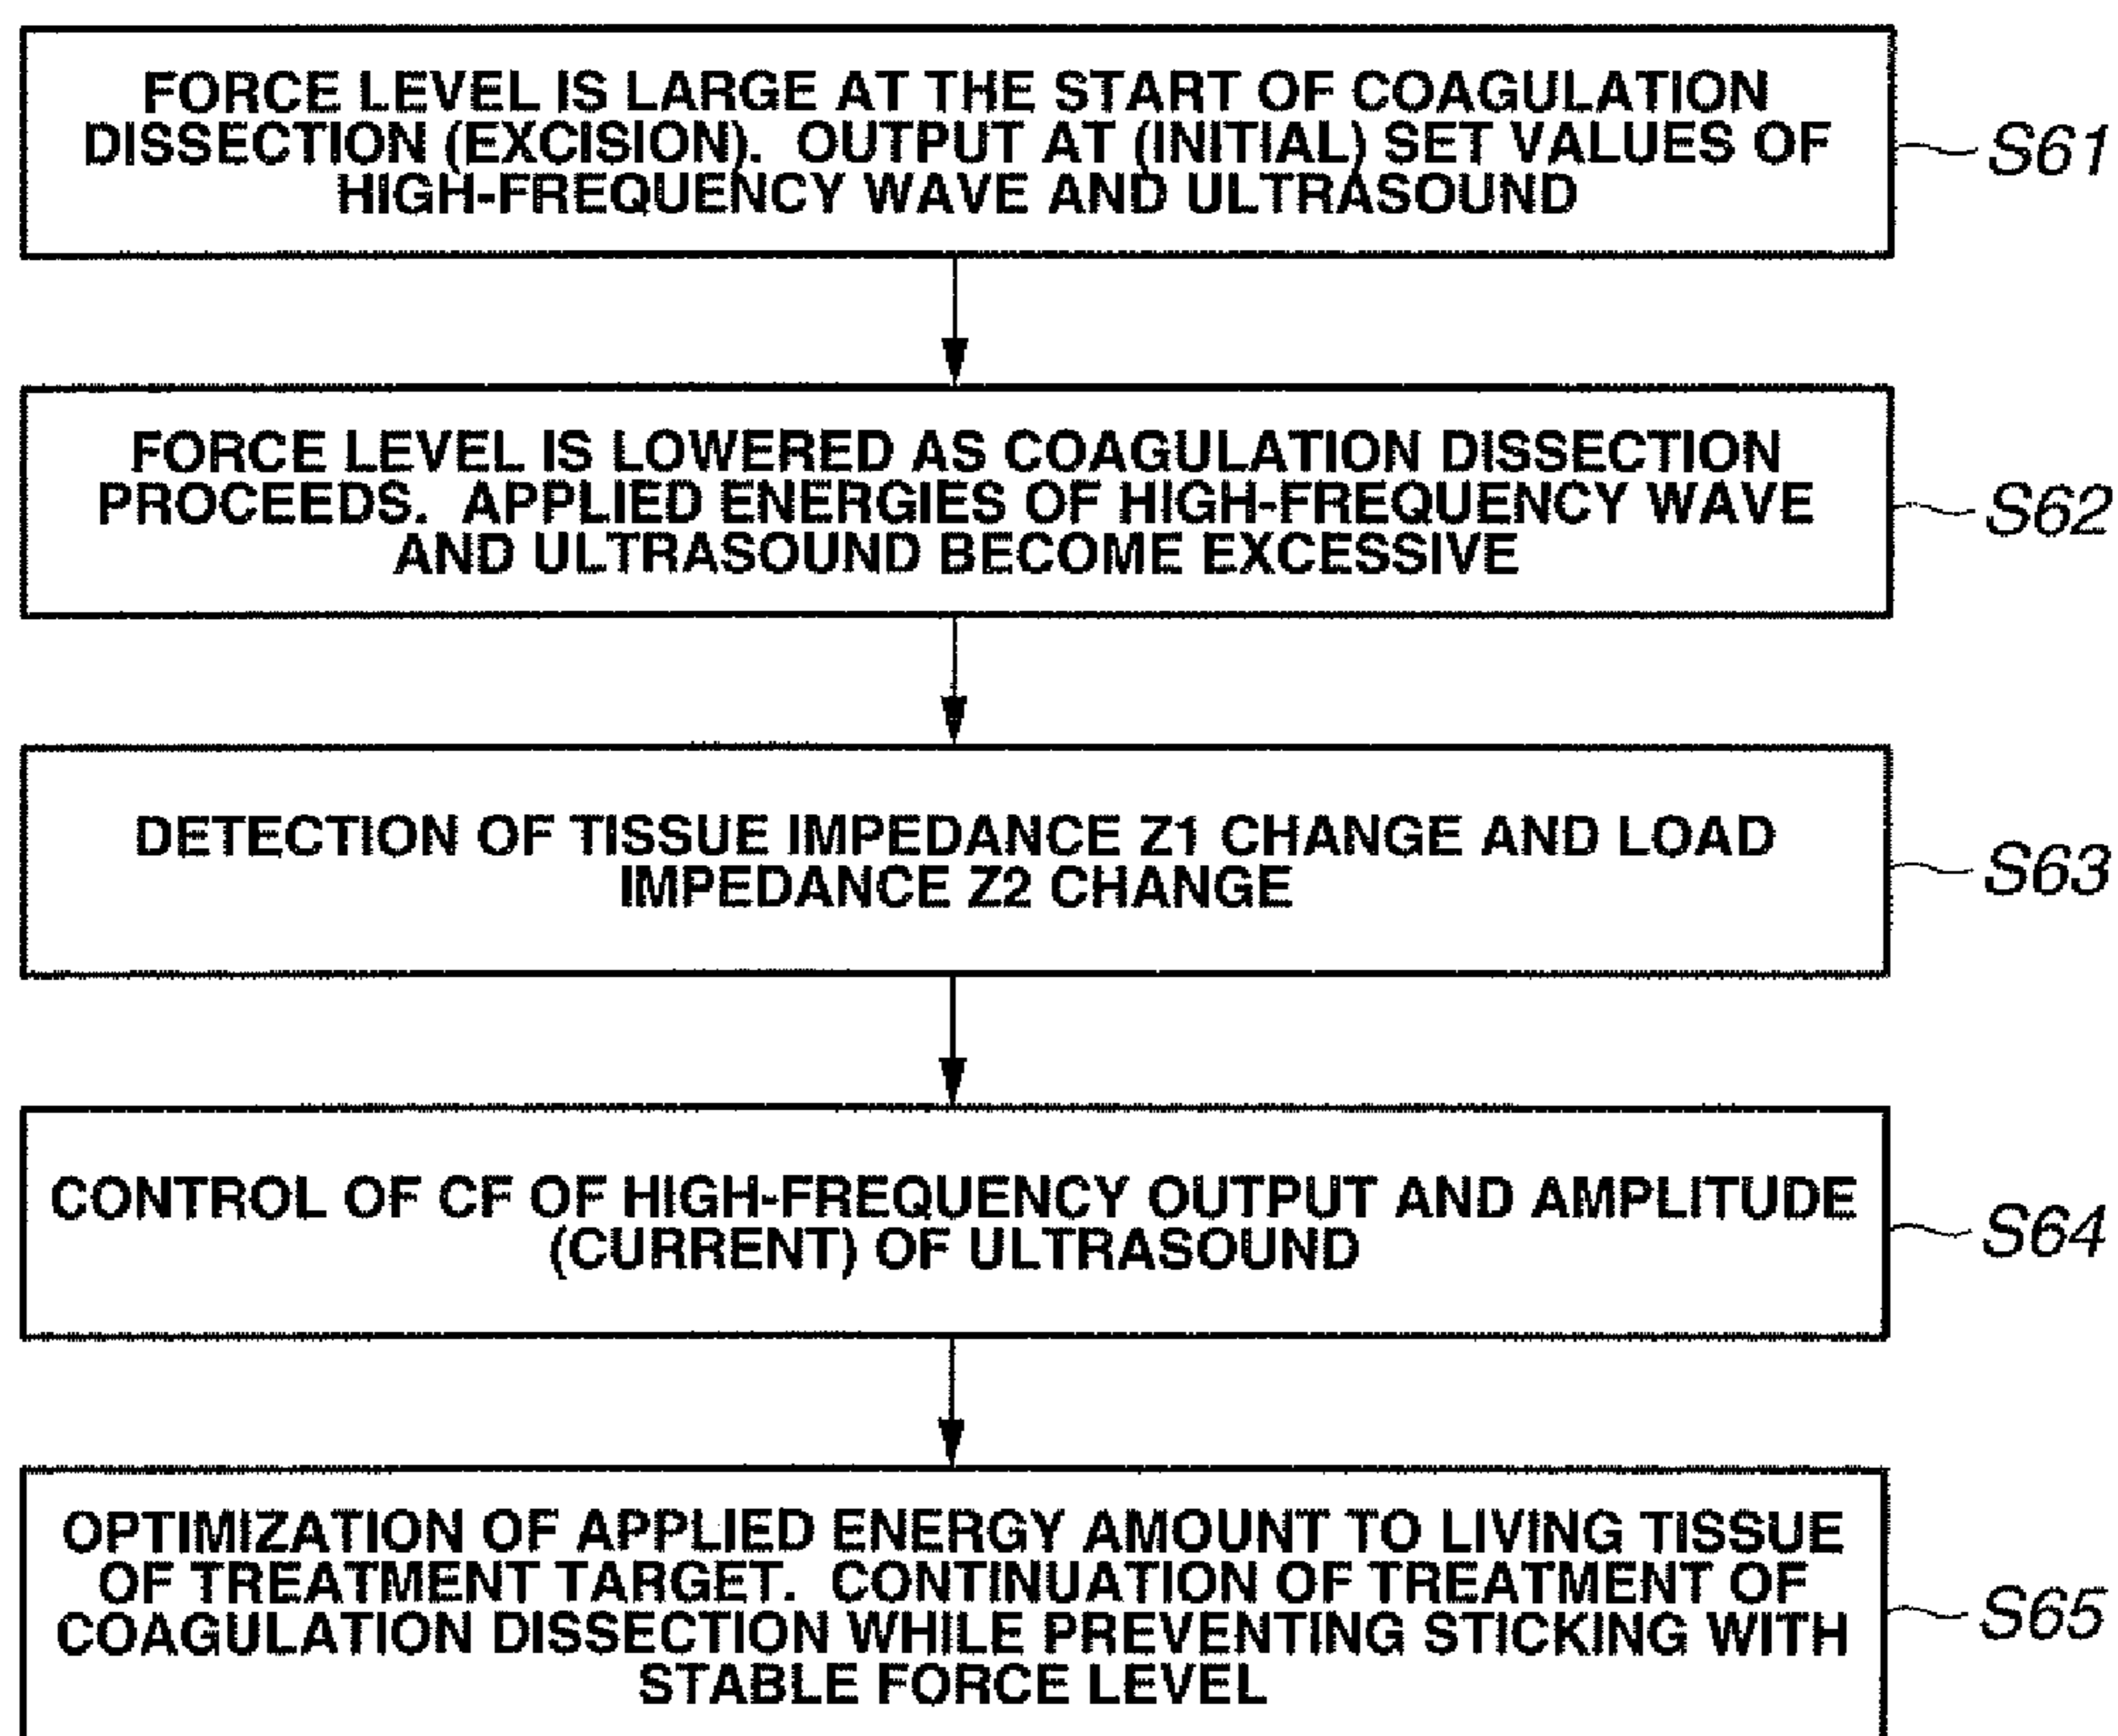 FORCE LEVEL IS LARGE AT THE START OF COAGULATION
DISSECTION (EXCISION). OUTPUT AT (INITIAL) SET VALUES OF
HIGH-FREQUENCY WAVE AND ULTRASOUND
S61
FORCE LEVEL IS LOWERED AS COAGULATION DISSECTION
PROCEEDS. APPLIED ENERGIES OF HIGH-FREQUENCY WAVE
AND ULTRASOUND BECOME EXCESSIVE
S62
DETECTION OF TISSUE IMPEDANCE Z1 CHANGE AND LOAD
IMPEDANCE Z2 CHANGE
S63
CONTROL OF CF OF HIGH-FREQUENCY OUTPUT AND AMPLITUDE
(CURRENT) OF ULTRASOUND
S64
OPTIMIZATION OF APPLIED ENERGY AMOUNT TO LIVING TISSUE
OF TREATMENT TARGET. CONTINUATION OF TREATMENT OF
COAGULATION DISSECTION WHILE PREVENTING STICKING WITH
STABLE FORCE LEVEL
S65